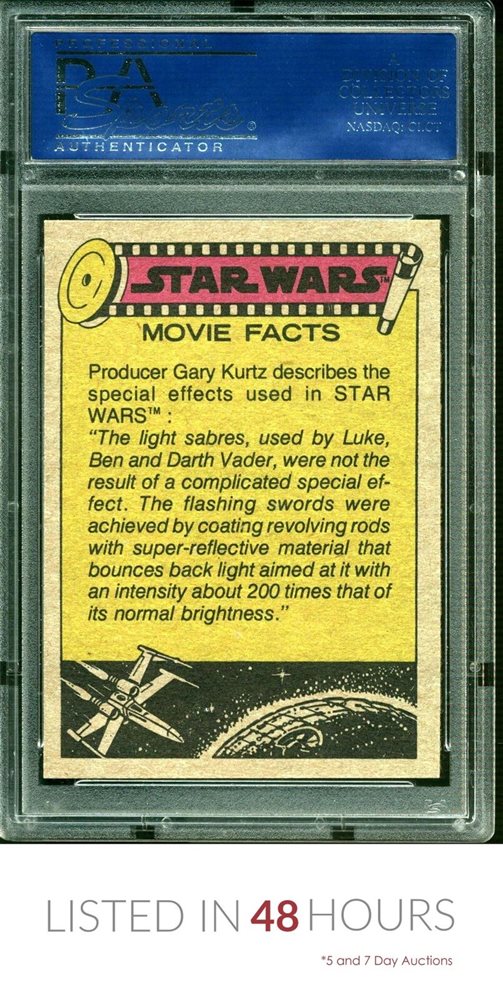 PROFESSIONAL
PSA
Sports
AUTHENTICATOR
A
DIVISION OF
COLLECTORS
UNIVERSE
NASDAQ: CLCT
STAR WARS™
MOVIE FACTS
Producer Gary Kurtz describes the
special effects used in STAR
WARS™ :
“The light sabres, used by Luke,
Ben and Darth Vader, were not the
result of a complicated special ef-
fect. The flashing swords were
achieved by coating revolving rods
with super-reflective material that
bounces back light aimed at it with
an intensity about 200 times that of
its normal brightness.”
LISTED IN 48 HOURS
*5 and 7 Day Auctions